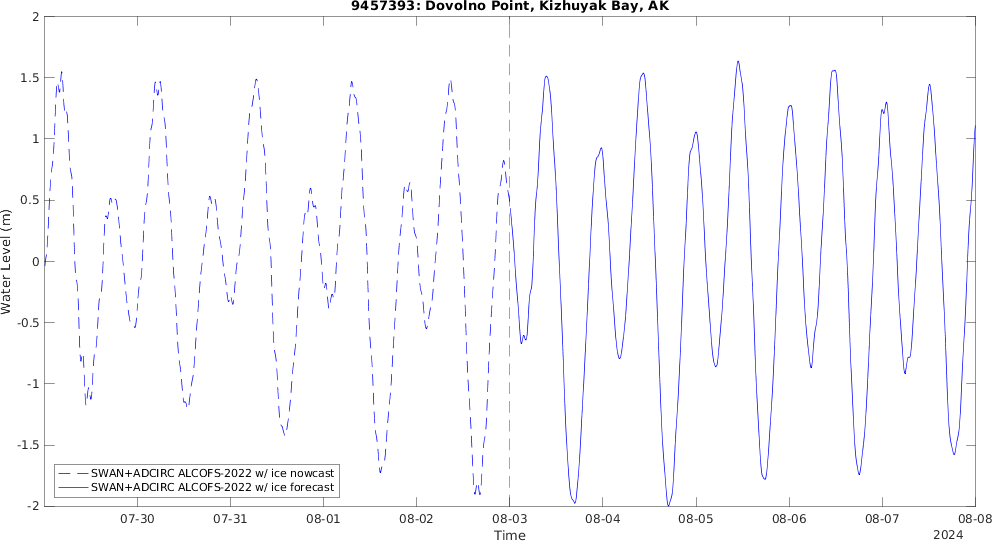 9457393: Dovolno Point, Kizhuyak Bay, AK
2
1.5
1
0.5
0
-0.5
-1
-1.5
-2
Water Level (m)
SWAN+ADCIRC ALCOFS-2022 w/ ice nowcast
SWAN+ADCIRC ALCOFS-2022 w/ ice forecast
07-30 07-31 08-01 08-02 08-03 08-04 08-05 08-06 08-07 08-08
Time
2024